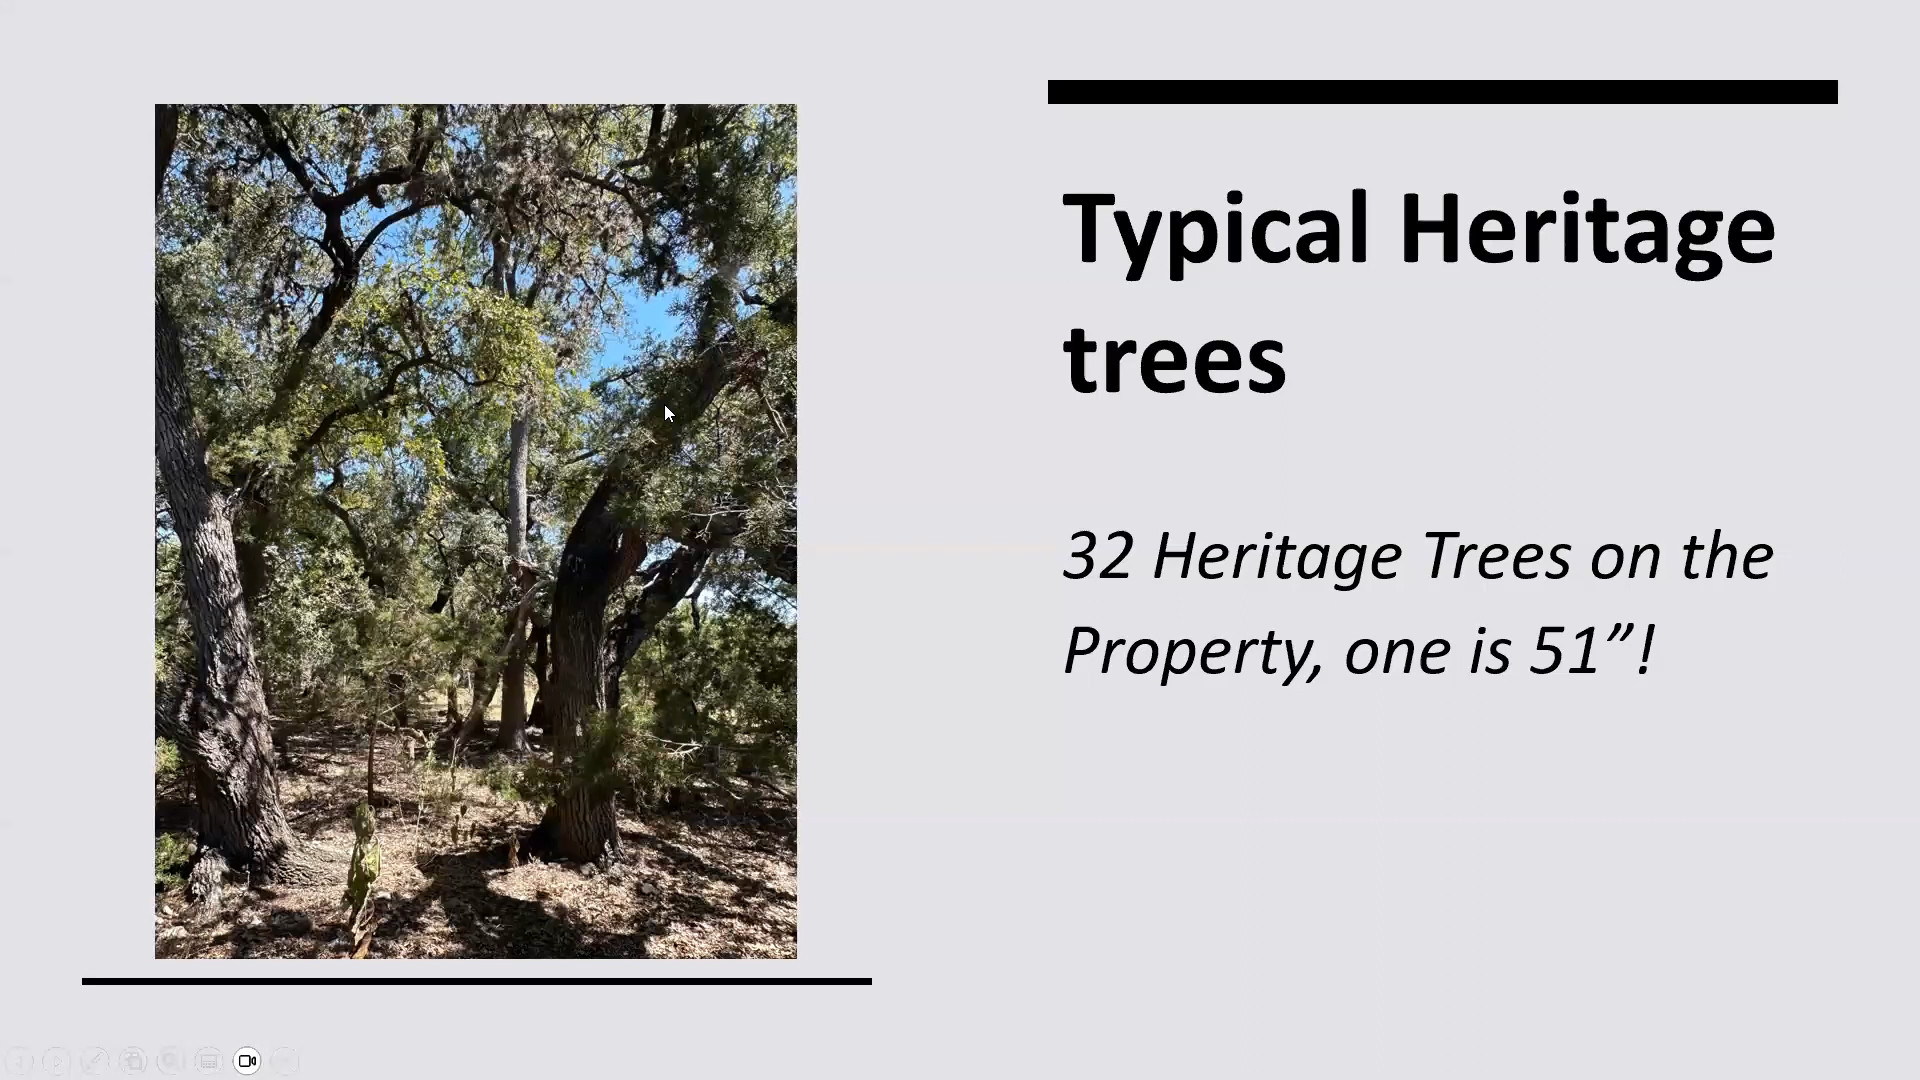 Typical Heritage
trees
32 Heritage Trees on the
Property, one is 51”!